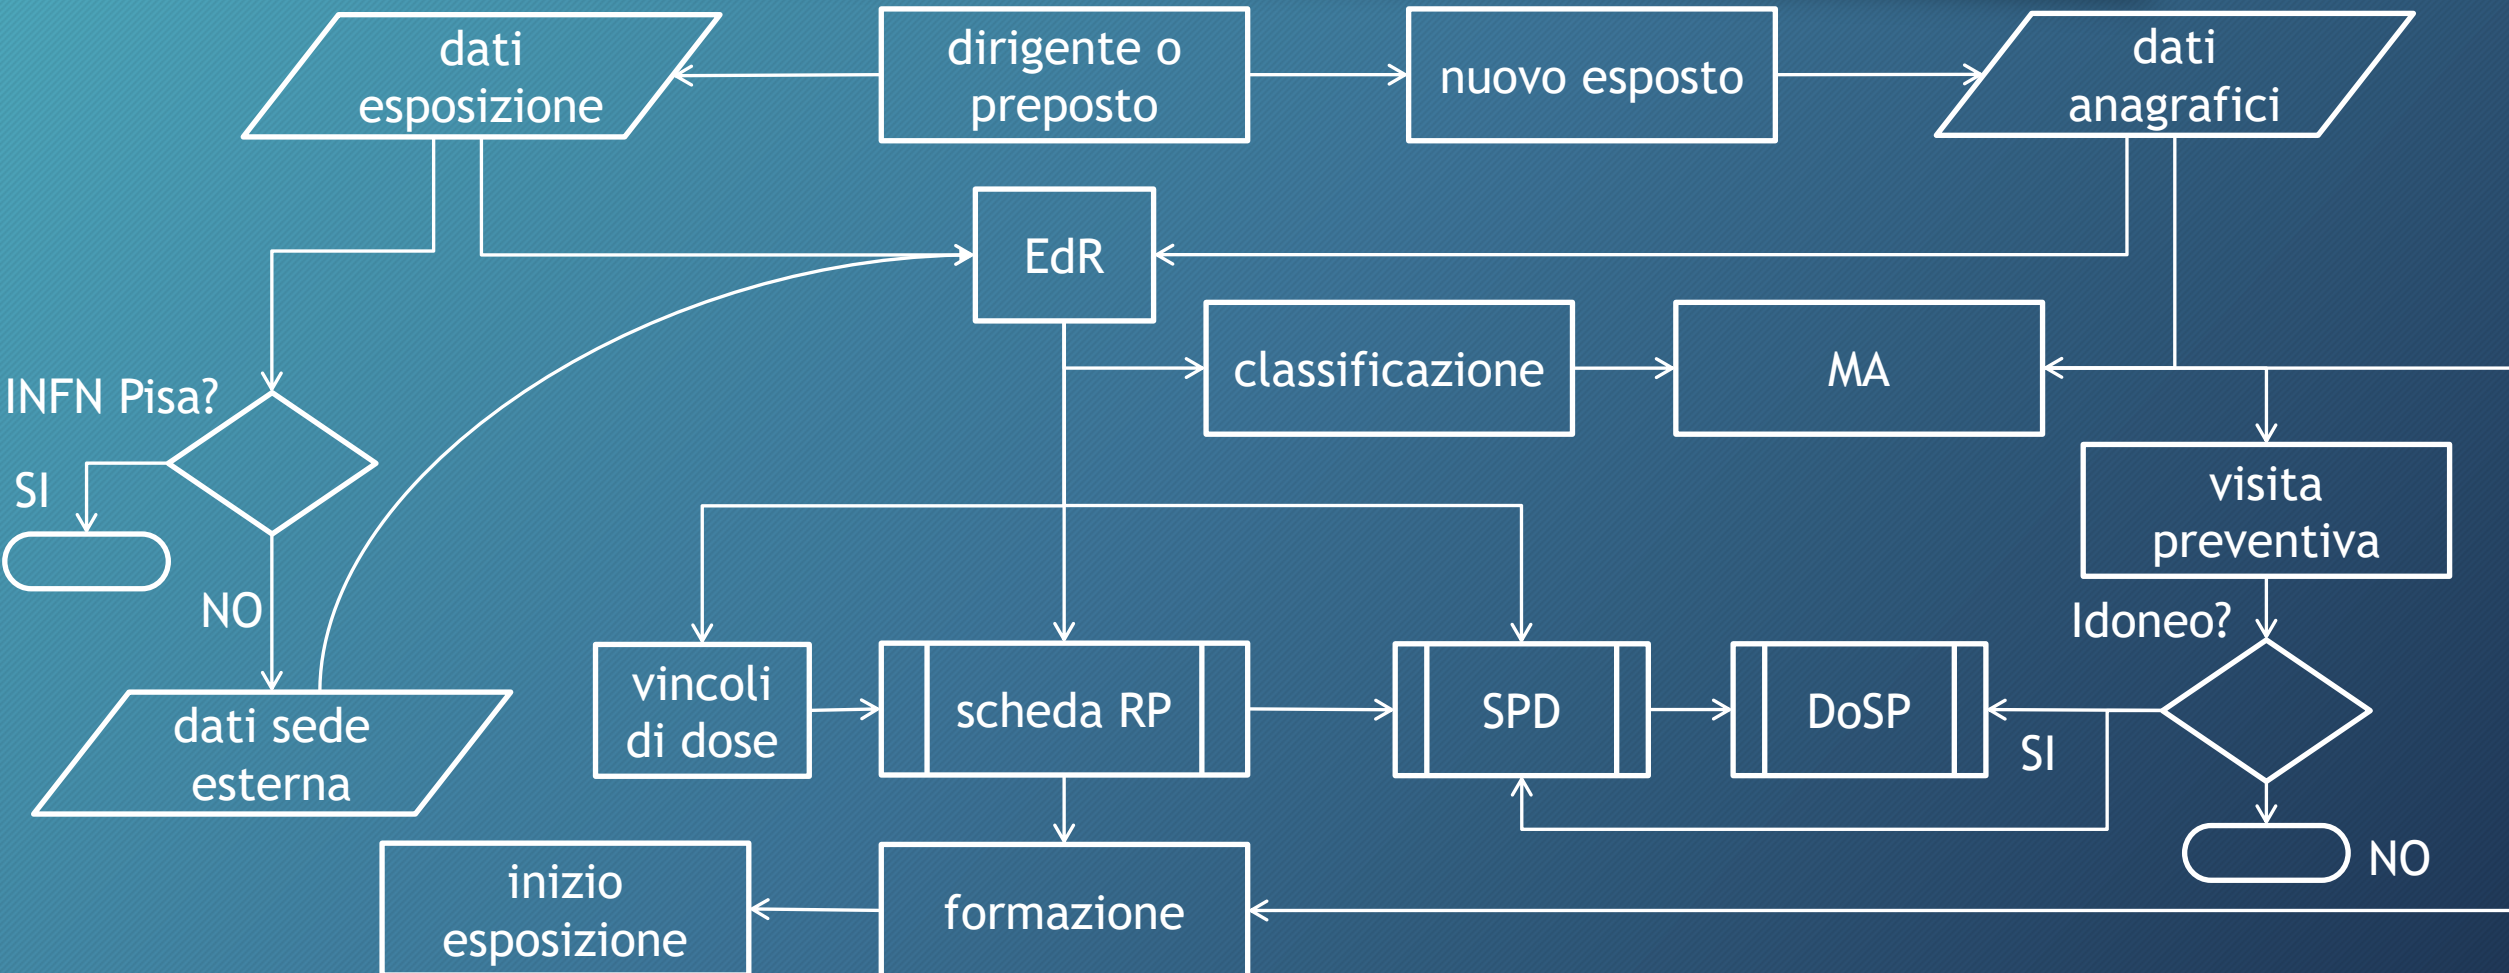 dati
esposizione
dirigente o
preposto
nuovo esposto
dati
anagrafici
EdR
classificazione
MA
INFN Pisa?
SI
NO
visita
preventiva
Idoneo?
vincoli
di dose
scheda RP
SPD
DoSP
SI
dati sede
esterna
NO
inizio
esposizione
formazione